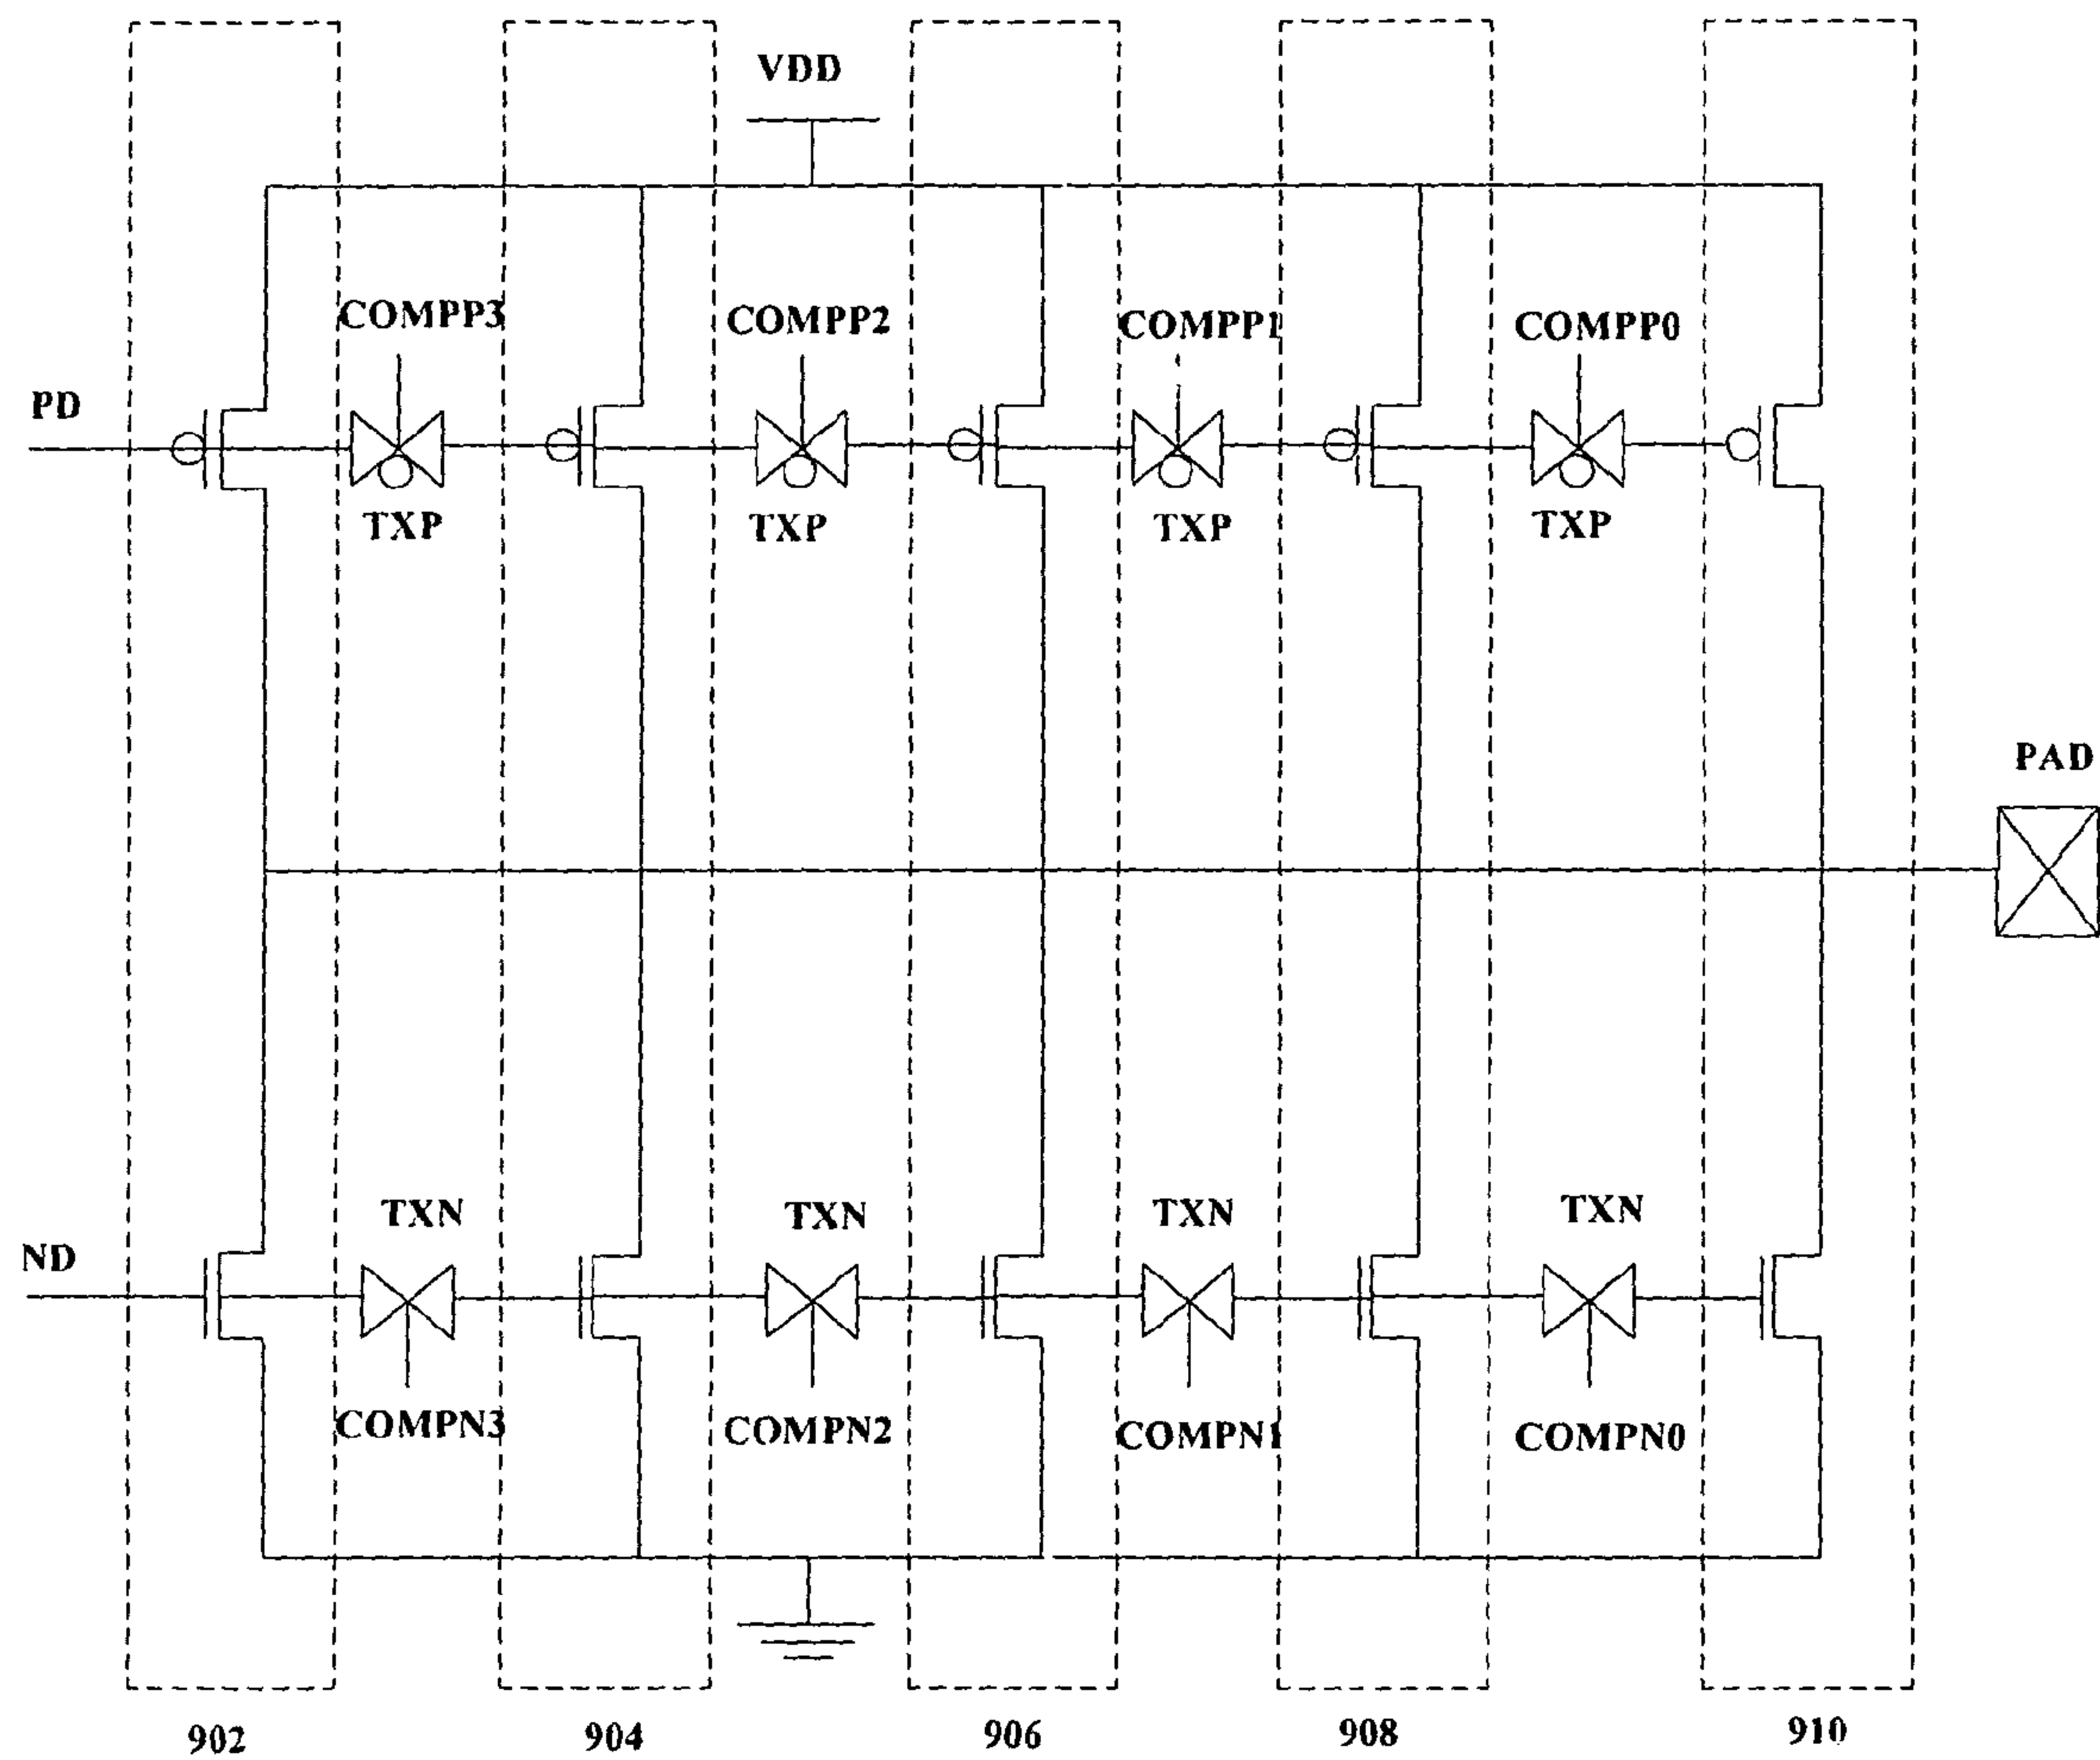 VDD
COMPP3
COMPP2
COMPP1
COMPP0
PD
TXP
TXP
TXP
TXP
PAD
TXN
TXN
TXN
TXN
ND
COMPN3
COMPN2
COMPN1
COMPN0
902
904
906
908
910